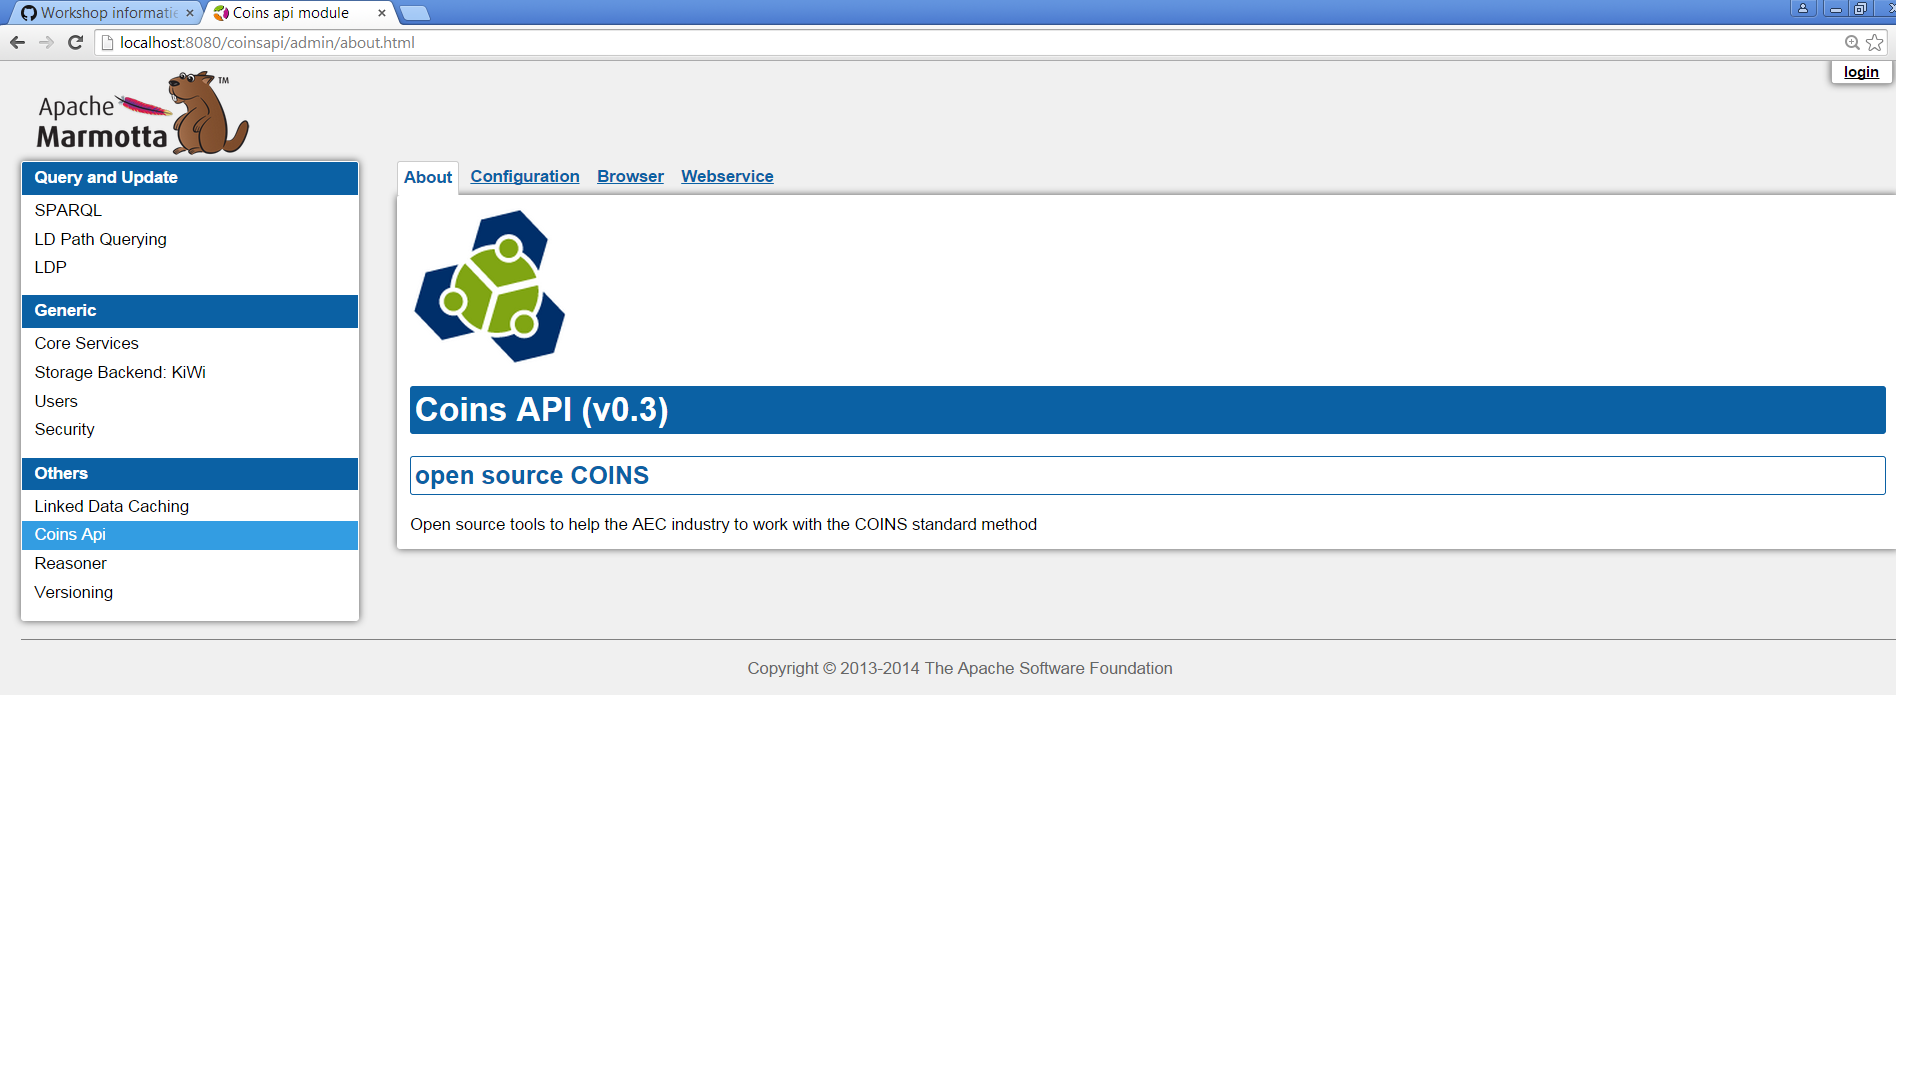 Workshop informatie
Coins api module
localhost:8080/coinsapi/admin/about.html
login
Apache
Marmotta
TM
Query and Update
SPARQL
LD Path Querying
LDP
Generic
Core Services
Storage Backend: KiWi
Users
Security
Others
Linked Data Caching
Coins Api
Reasoner
Versioning
About Configuration Browser Webservice
Coins API (v0.3)
open source COINS
Open source tools to help the AEC industry to work with the COINS standard method
Copyright © 2013-2014 The Apache Software Foundation